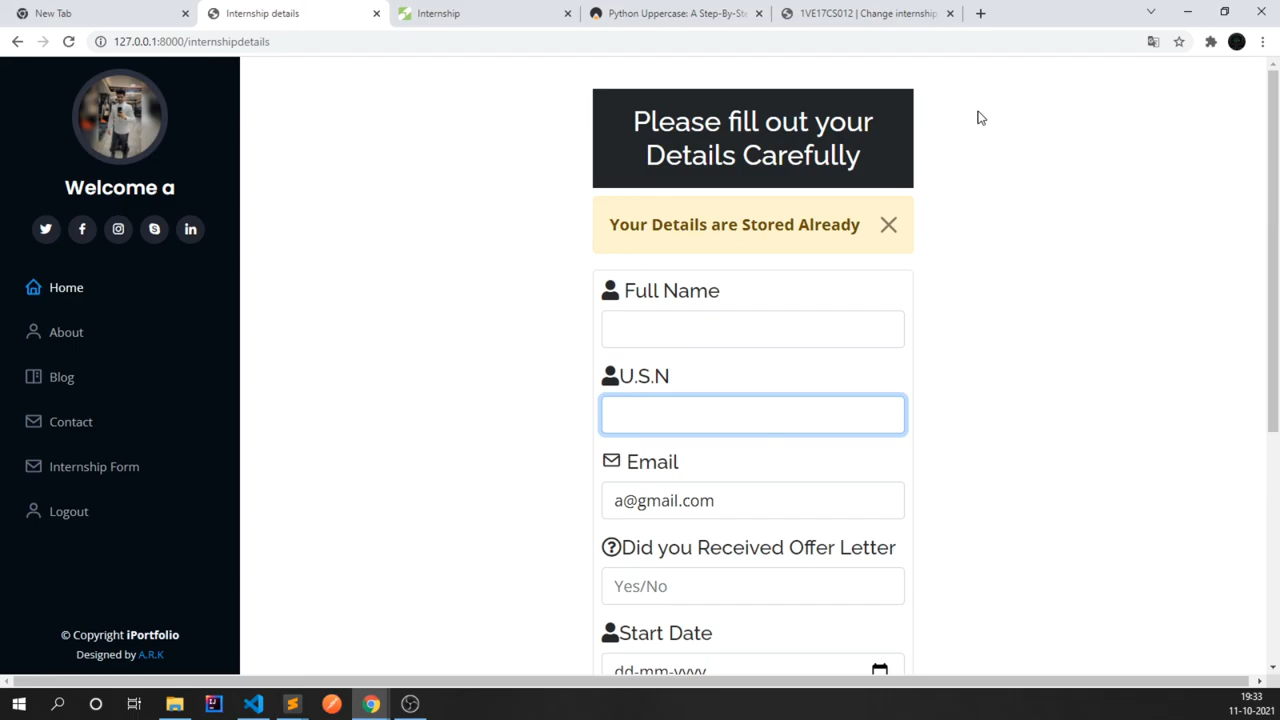 New Tab
Internship details
Internship
Python Uppercase: A Step-By-Ste
1VE17CS012 | Change internship
127.0.0.1:8000/internshipdetails
Welcome a
Home
About
Blog
Contact
Internship Form
Logout
© Copyright iPortfolio
Designed by A.R.K
Please fill out your
Details Carefully
Your Details are Stored Already
Full Name
U.S.N
Email
a@gmail.com
Did you Received Offer Letter
Yes/No
Start Date
dd-mm-yyyy
19:33
11-10-2021